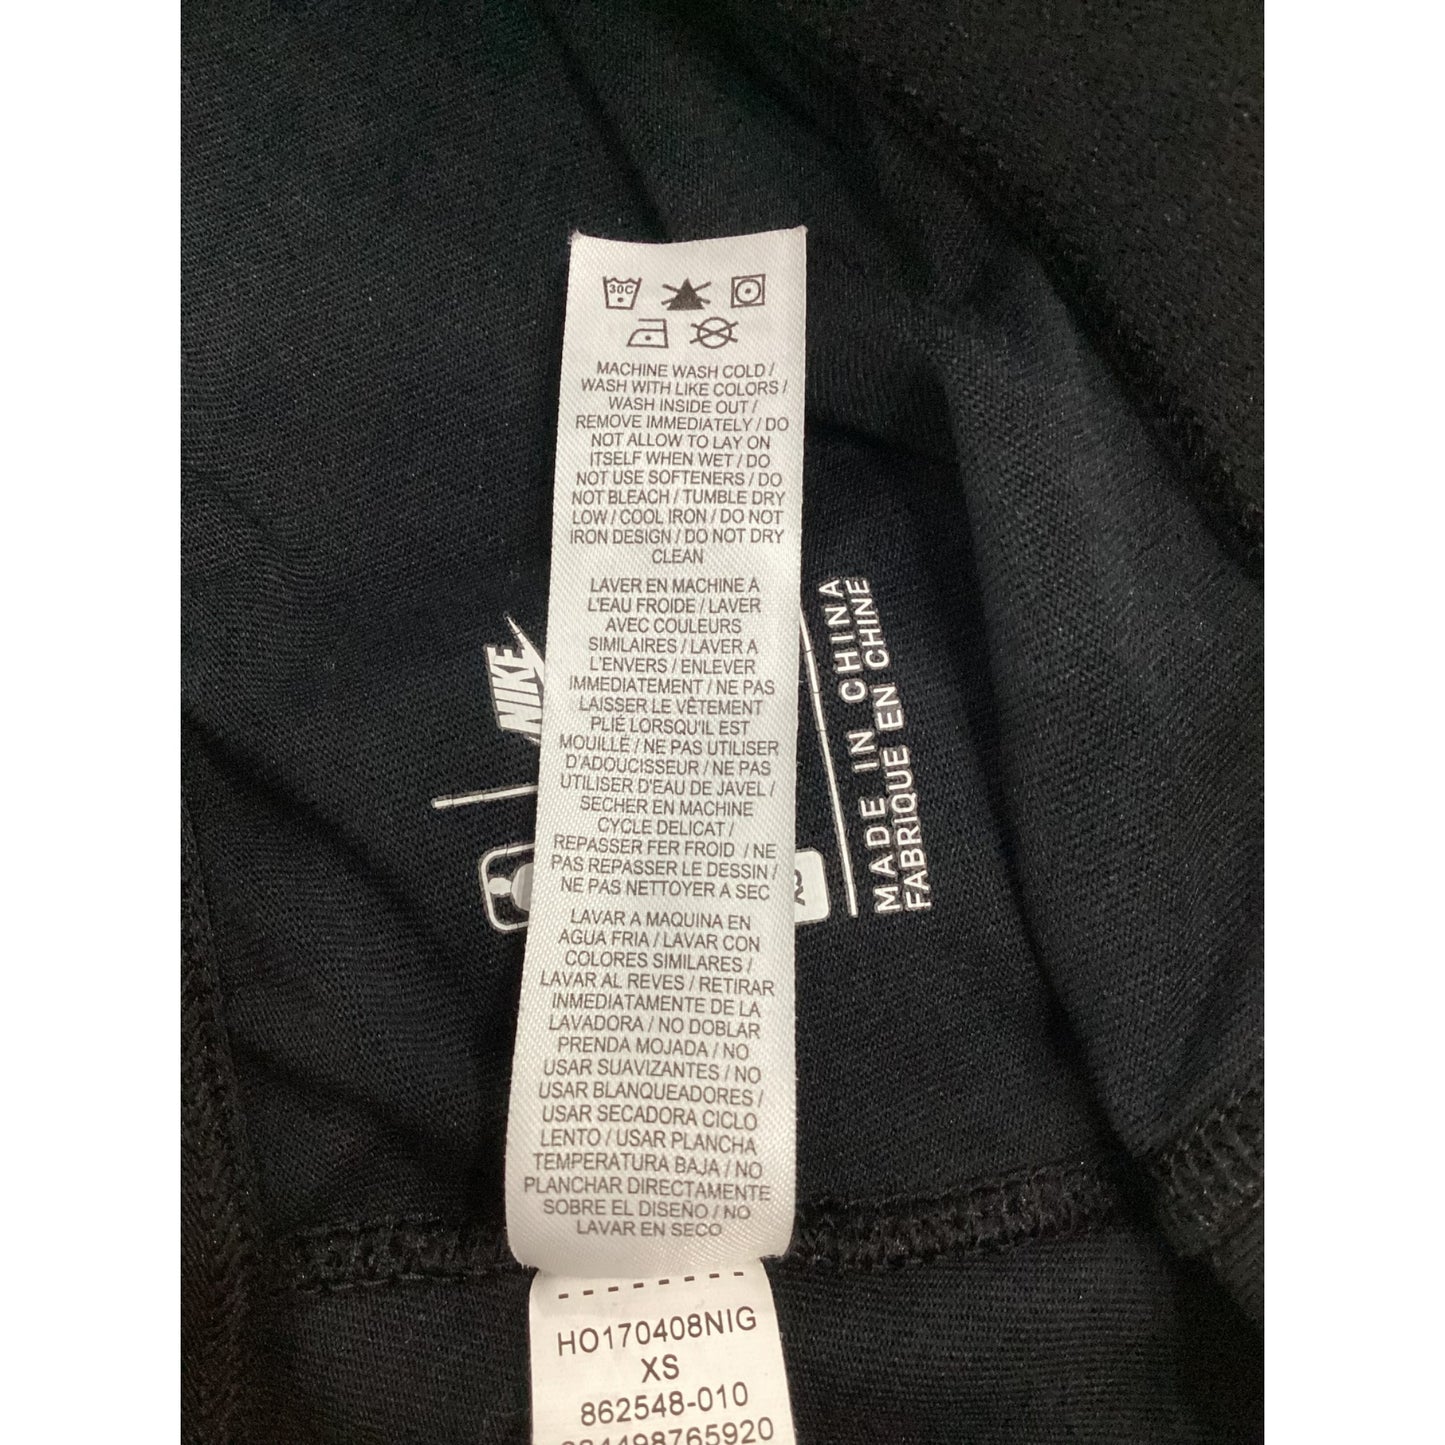 30C
MACHINE WASH COLD /
WASH WITH LIKE COLORS /
WASH INSIDE OUT /
REMOVE IMMEDIATELY / DO
NOT ALLOW TO LAY ON
ITSELF WHEN WET / DO
NOT USE SOFTENERS / DO
NOT BLEACH / TUMBLE DRY
LOW / COOL IRON / DO NOT
IRON DESIGN / DO NOT DRY
CLEAN
LAVER EN MACHINE A
L'EAU FROIDE / LAVER
AVEC COULEURS
SIMILAIRES / LAVER A
L'ENVERS / ENLEVER
IMMEDIATEMENT / NE PAS
LAISSER LE VÊTEMENT
PLIÉ LORSQU'IL EST
MOUILLÉ / NE PAS UTILISER
D'ADOUCISSEUR / NE PAS
UTILISER D'EAU DE JAVEL /
SECHER EN MACHINE
CYCLE DELICAT /
REPASSER FER FROID / NE
PAS REPASSER LE DESSIN /
NE PAS NETTOYER A SEC
LAVAR A MAQUINA EN
AGUA FRIA / LAVAR CON
COLORES SIMILARES /
LAVAR AL REVES / RETIRAR
INMEDIATAMENTE DE LA
LAVADORA / NO DOBLAR
PRENDA MOJADA / NO
USAR SUAVIZANTES / NO
USAR BLANQUEADORES /
USAR SECADORA CICLO
LENTO / USAR PLANCHA
TEMPERATURA BAJA / NO
PLANCHAR DIRECTAMENTE
SOBRE EL DISEÑO / NO
LAVAR EN SECO
HO170408NIG
XS
862548-010
NIKE
MADE IN CHINA
FABRIQUE EN CHINE